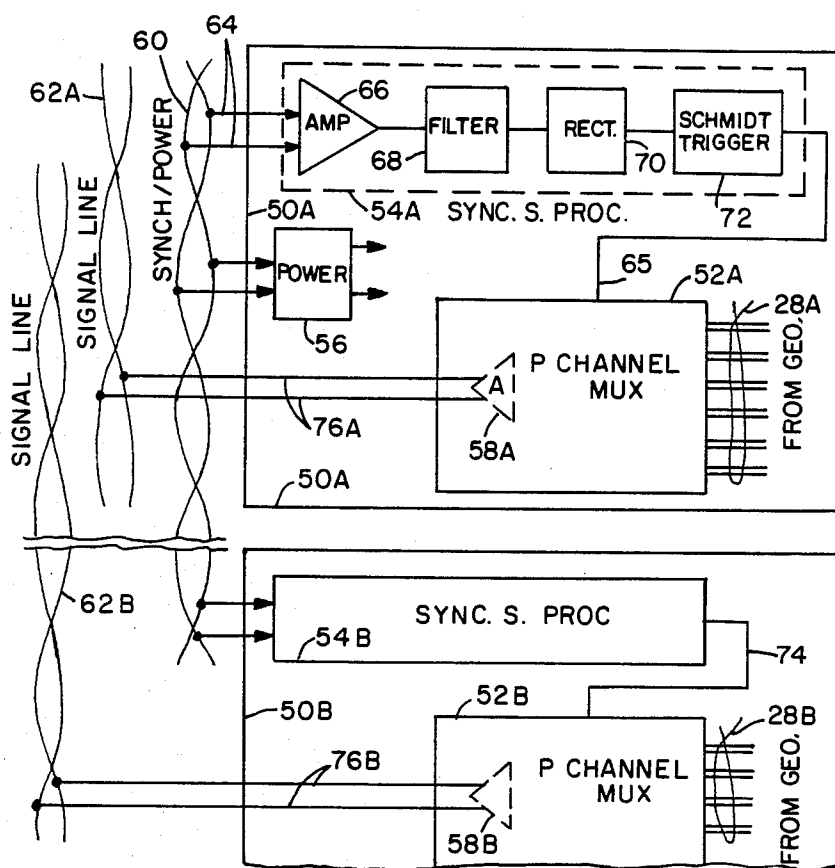 60
64
62A
66
AMP
FILTER
68
RECT.
70
SCHMIDT
TRIGGER
72
54A
SYNC. S. PROC.
50A
SIGNAL LINE
SIGNAL LINE
SYNCH/POWER
POWER
56
65
52A
28A
P CHANNEL
MUX
A
58A
76A
FROM GEO.
50A
62B
SYNC. S. PROC
54B
74
50B
52B
28B
76B
P CHANNEL
MUX
58B
FROM GEO.